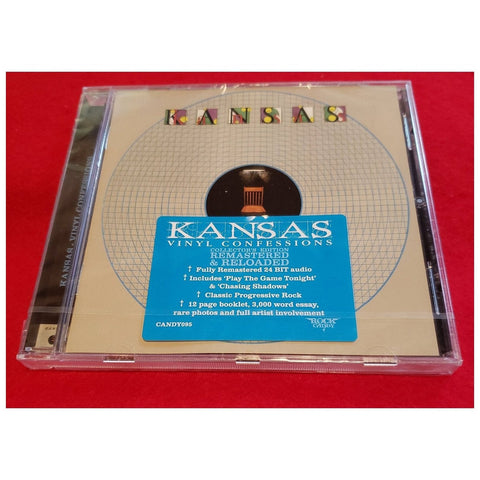 KANSAS
KANSAS • VINYL CONFESSIONS
KANSAS
VINYL CONFESSIONS
COLLECTOR'S EDITION
REMASTERED
& RELOADED
↑ Fully Remastered 24 BIT audio
↑ Includes 'Play The Game Tonight'
& 'Chasing Shadows'
↑ Classic Progressive Rock
↑ 12 page booklet, 3,000 word essay,
rare photos and full artist involvement
CANDY095
ROCK
CANDY